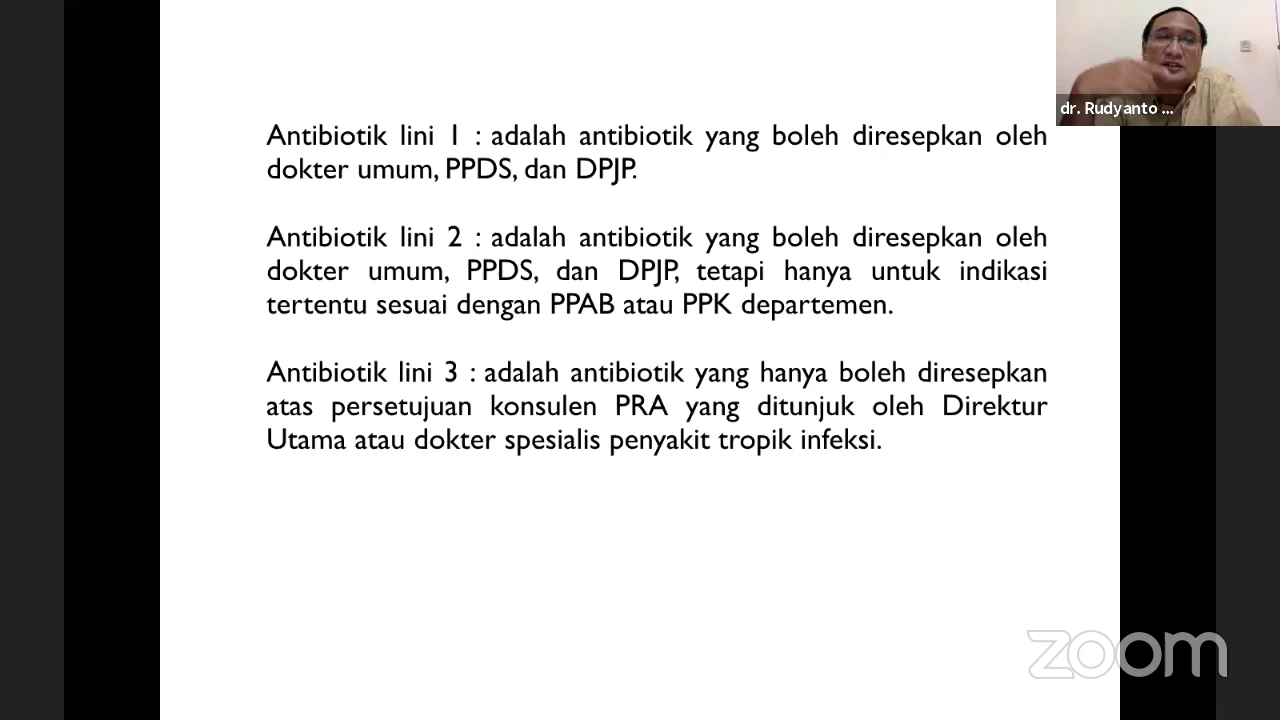 dr. Rudyanto ...
Antibiotik lini 1 : adalah antibiotik yang boleh diresepkan oleh
dokter umum, PPDS, dan DPJP.
Antibiotik lini 2 : adalah antibiotik yang boleh diresepkan oleh
dokter umum, PPDS, dan DPJP, tetapi hanya untuk indikasi
tertentu sesuai dengan PPAB atau PPK departemen.
Antibiotik lini 3 : adalah antibiotik yang hanya boleh diresepkan
atas persetujuan konsulen PRA yang ditunjuk oleh Direktur
Utama atau dokter spesialis penyakit tropik infeksi.
zoom